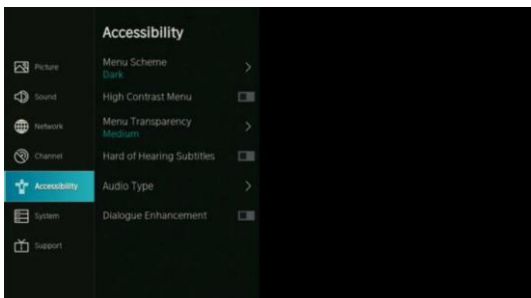 Accessibility
Picture
Sound
Network
Channel
Accessibility
System
Support
Menu Scheme
Dark
High Contrast Menu
Menu Transparency
Medium
Hard of Hearing Subtitles
Audio Type
Dialogue Enhancement